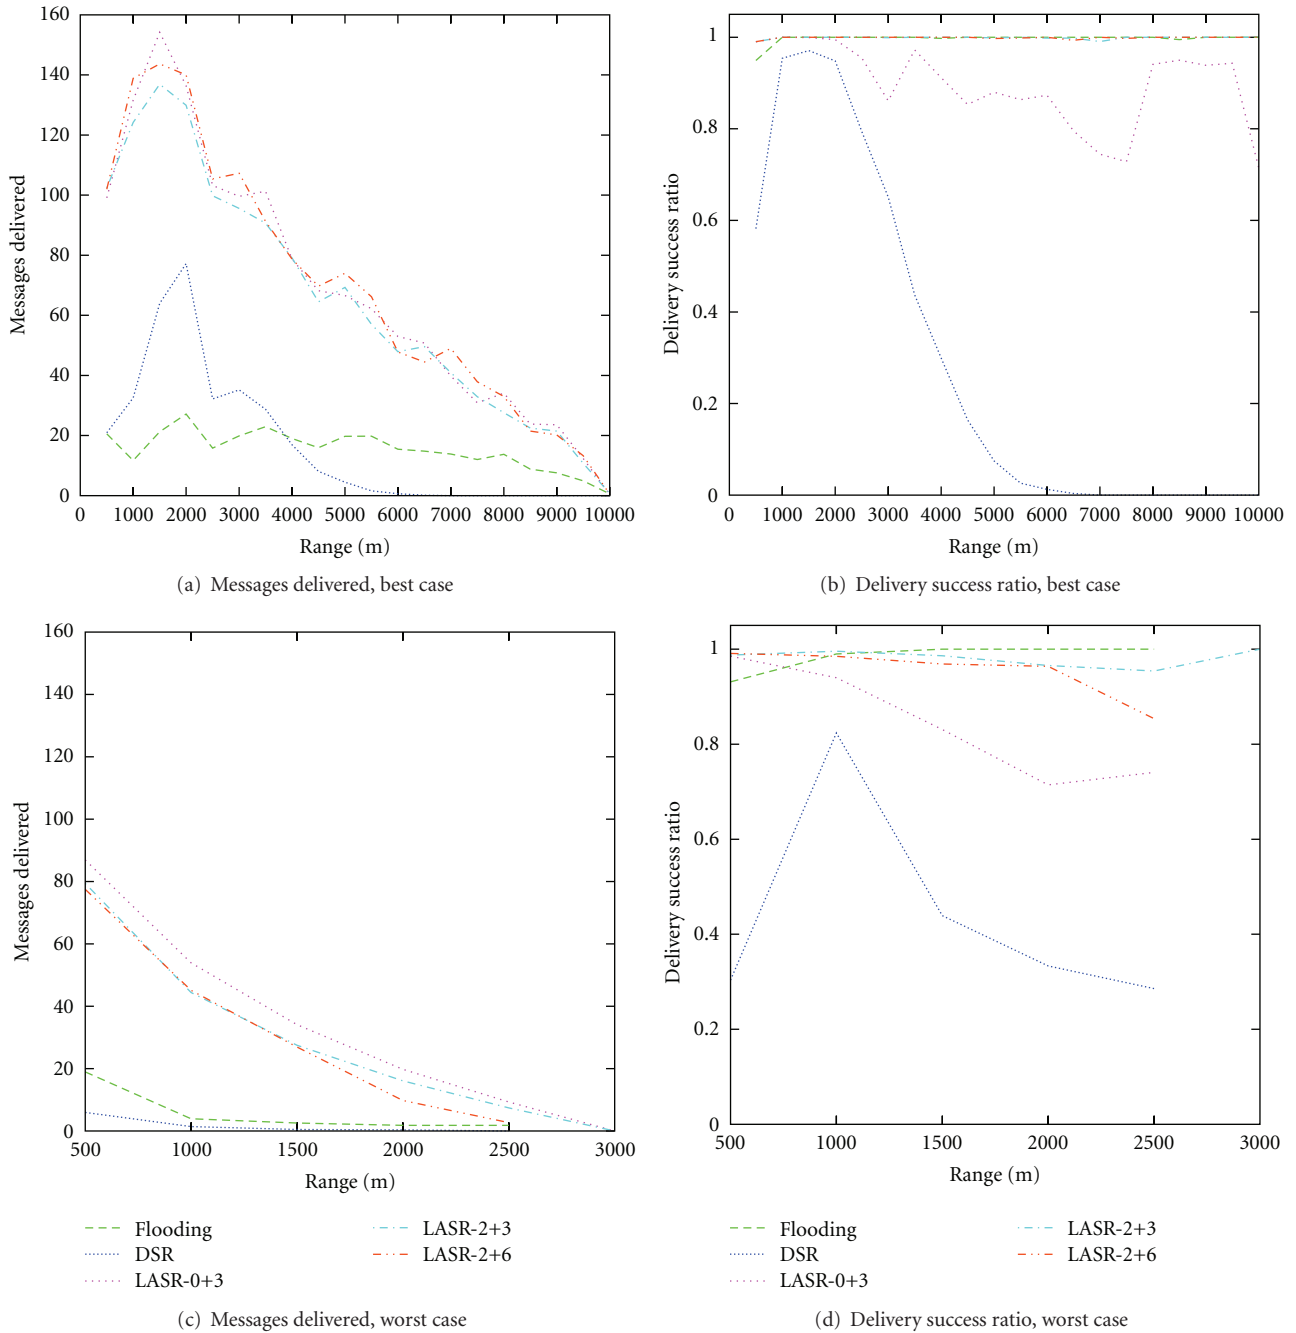 160
140
120
100
80
60
40
20
0
Messages delivered
0 1000 2000 3000 4000 5000 6000 7000 8000 9000 10000
Range (m)
(a) Messages delivered, best case
1
0.8
0.6
0.4
0.2
0
Delivery success ratio
0 1000 2000 3000 4000 5000 6000 7000 8000 9000 10000
Range (m)
(b) Delivery success ratio, best case
160
140
120
100
80
60
40
20
0
Messages delivered
500 1000 1500 2000 2500 3000
Range (m)
Flooding
DSR
LASR-0+3
LASR-2+3
LASR-2+6
(c) Messages delivered, worst case
1
0.8
0.6
0.4
0.2
0
Delivery success ratio
500 1000 1500 2000 2500 3000
Range (m)
Flooding
DSR
LASR-0+3
LASR-2+3
LASR-2+6
(d) Delivery success ratio, worst case